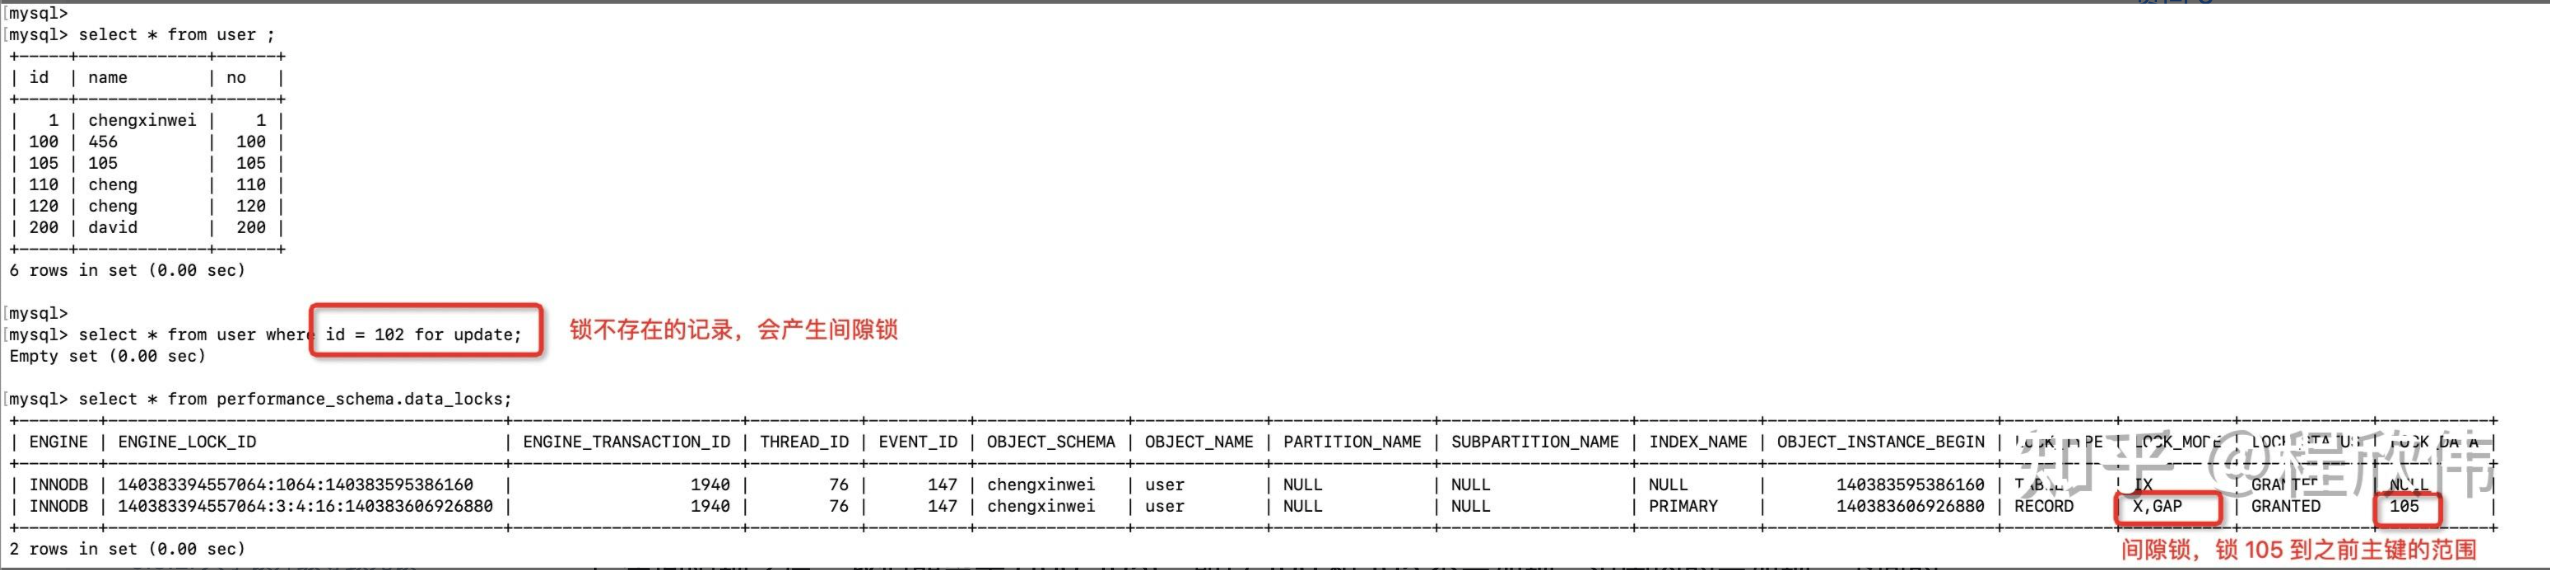 mysql>
mysql> select * from user ;
+-----+-------------+------+
| id | name | no |
+-----+-------------+------+
| 1 | chengxinwei | 1 |
| 100 | 456 | 100 |
| 105 | 105 | 105 |
| 110 | cheng | 110 |
| 120 | cheng | 120 |
| 200 | david | 200 |
+-----+-------------+------+
6 rows in set (0.00 sec)
mysql>
mysql> select * from user where id = 102 for update; 锁不存在的记录，会产生间隙锁
Empty set (0.00 sec)
mysql> select * from performance_schema.data_locks;
| ENGINE | ENGINE_LOCK_ID | ENGINE_TRANSACTION_ID | THREAD_ID | EVENT_ID | OBJECT_SCHEMA | OBJECT_NAME | PARTITION_NAME | SUBPARTITION_NAME | INDEX_NAME | OBJECT_INSTANCE_BEGIN | LOCK_TYPE | LOCK_MODE | LOCK_STATUS | LOCK_DATA |
| INNODB | 140383394557064:1064:140383595386160 | 1940 | 76 | 147 | chengxinwei | user | NULL | NULL | NULL | 140383595386160 | TABLE | IX | GRANTED | NULL |
| INNODB | 140383394557064:3:4:16:140383606926880 | 1940 | 76 | 147 | chengxinwei | user | NULL | NULL | PRIMARY | 140383606926880 | RECORD | X,GAP | GRANTED | 105 |
知乎 @程欣伟
2 rows in set (0.00 sec)
间隙锁，锁 105 到之前主键的范围